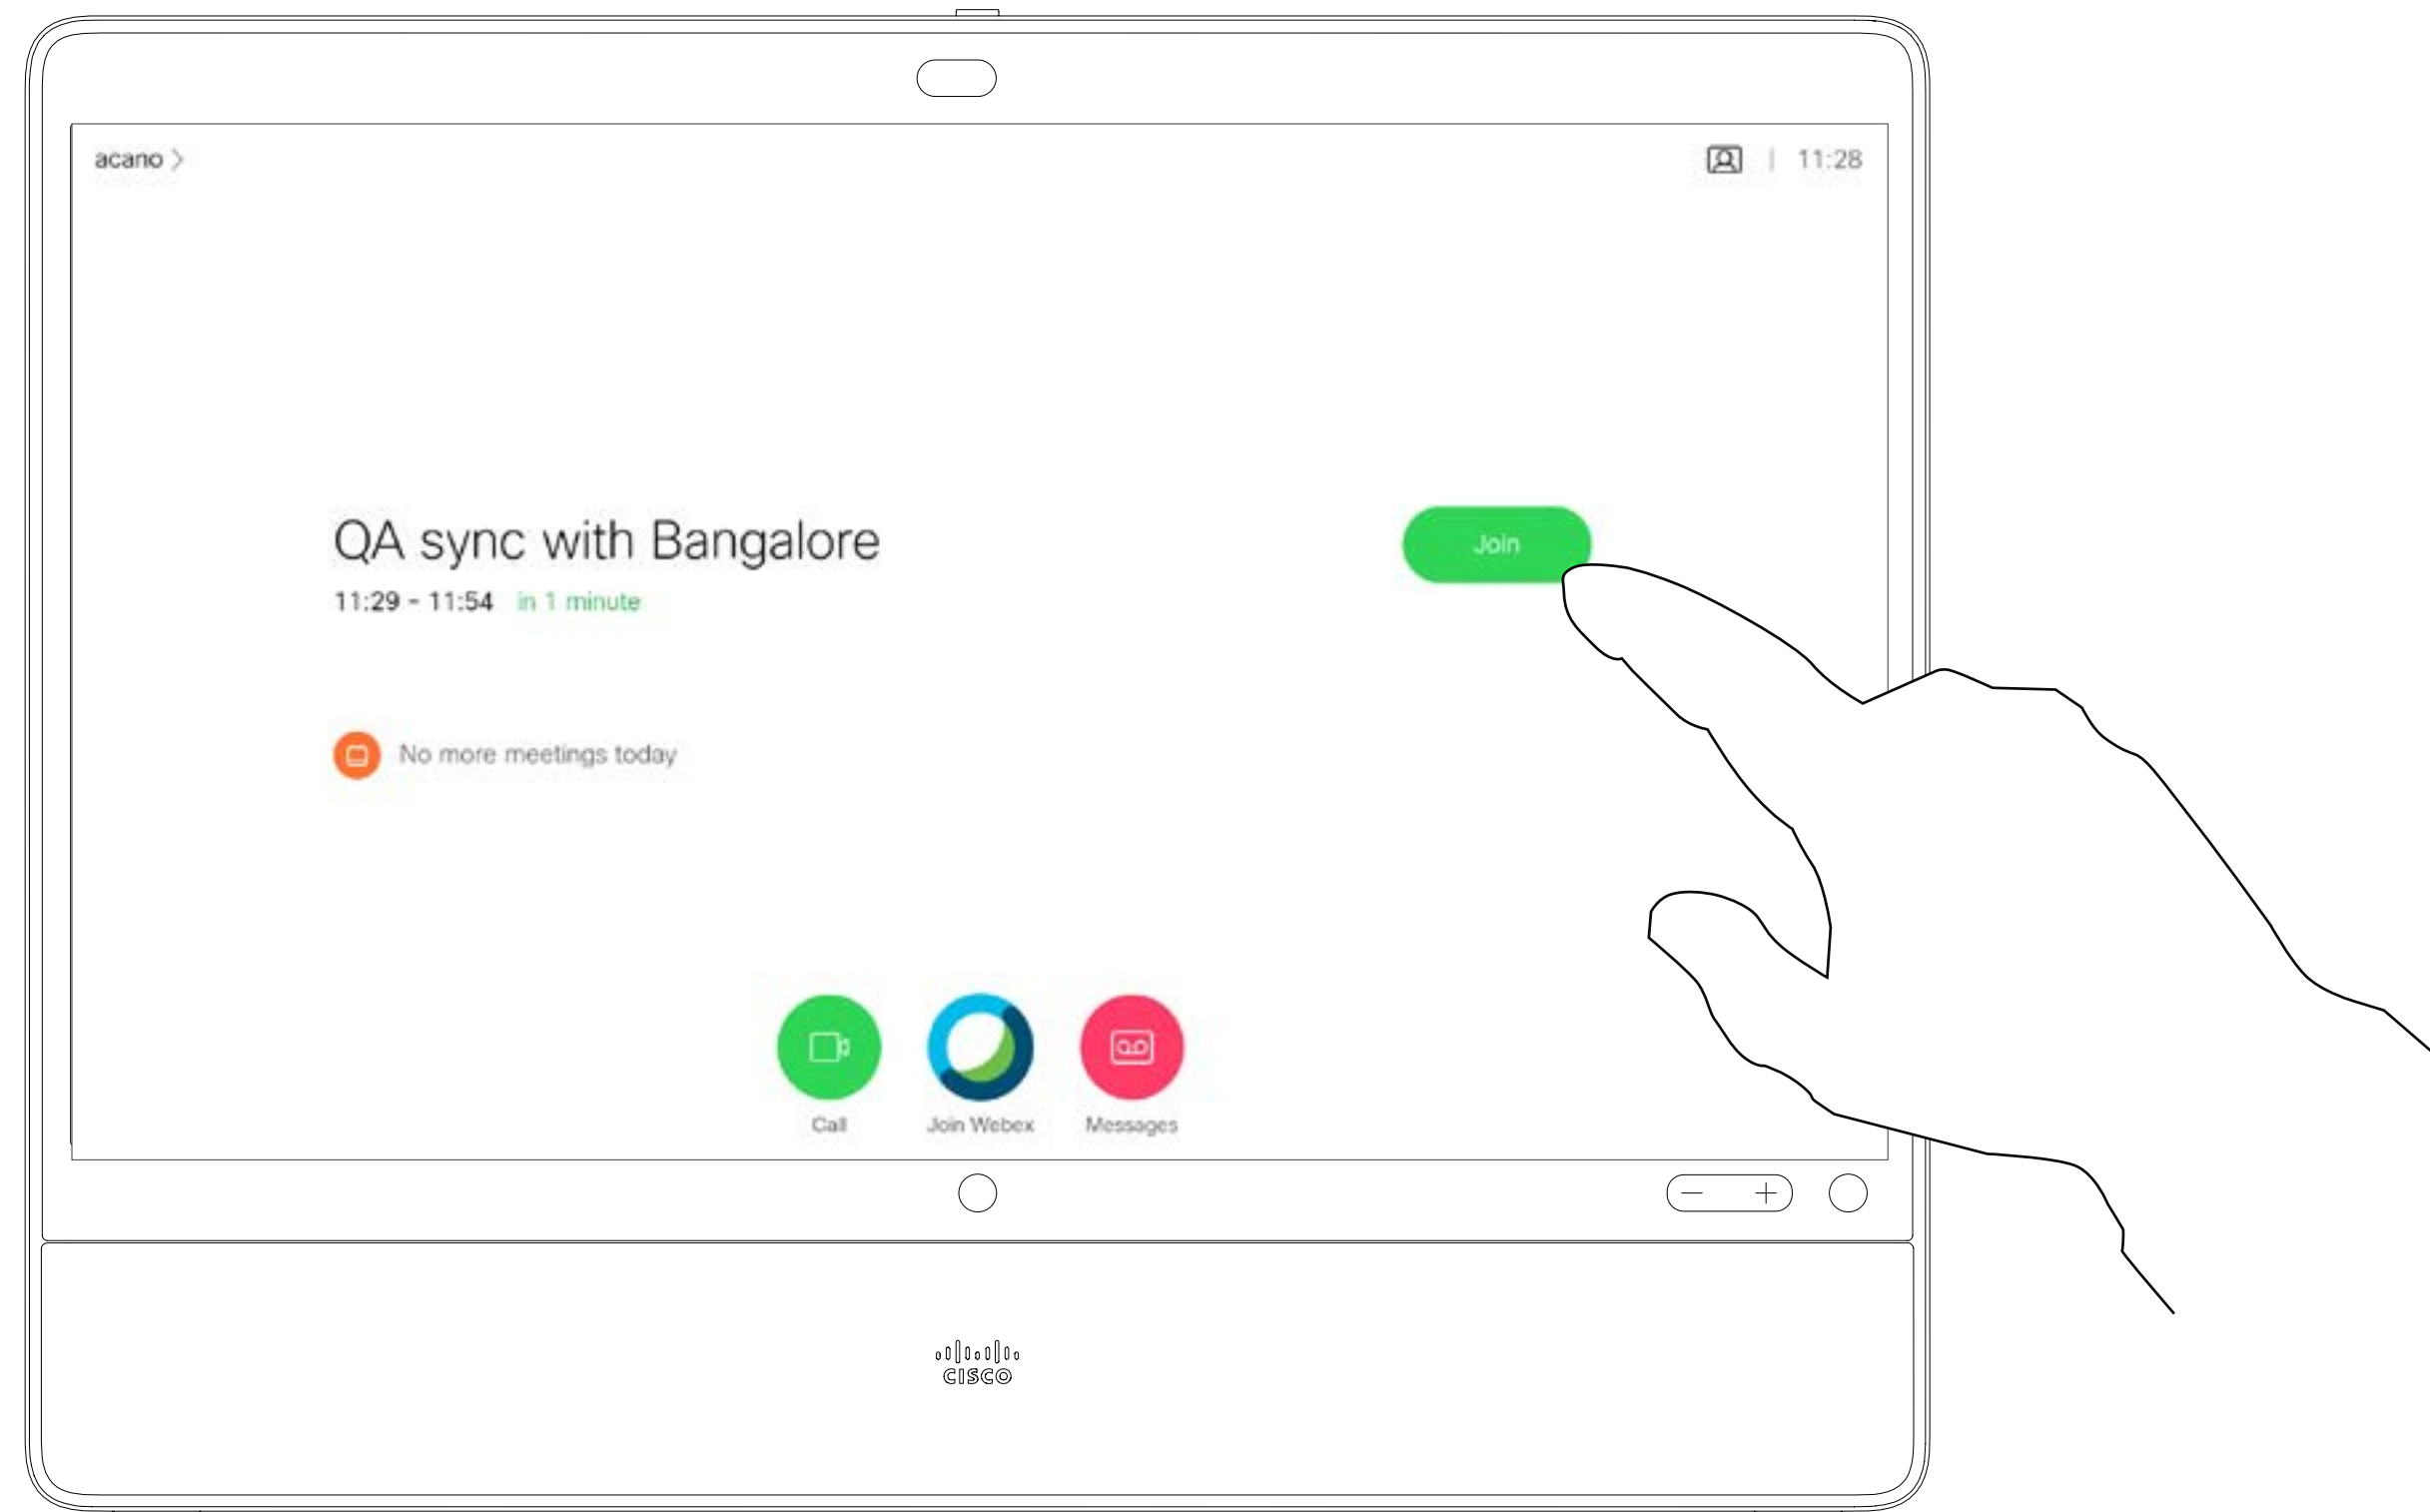 acano >
11:28
QA sync with Bangalore
Join
11:29 - 11:54 in 1 minute
No more meetings today
Call
Join Webex
Messages
CISCO